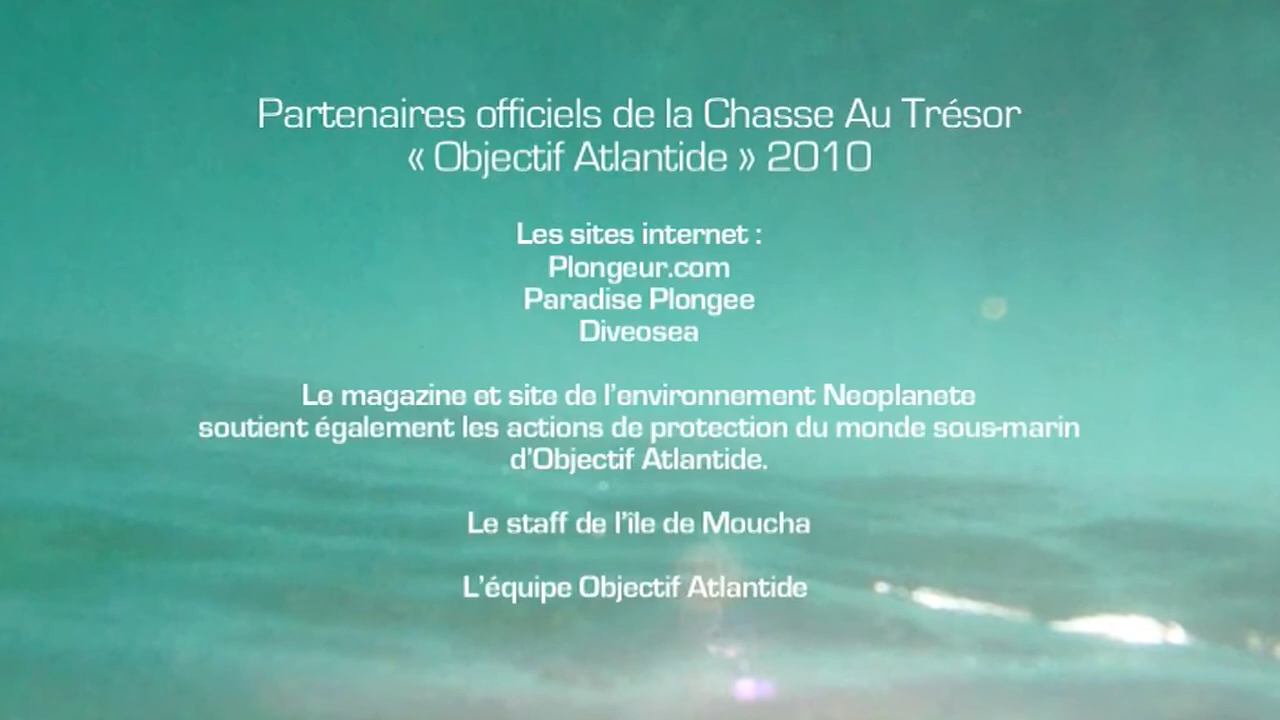 Partenaires officiels de la Chasse Au Trésor
« Objectif Atlantide » 2010
Les sites internet :
Plongeur.com
Paradise Plongee
Diveosea
Le magazine et site de l'environnement Neoplanete
soutient également les actions de protection du monde sous-marin
d'Objectif Atlantide.
Le staff de l'île de Moucha
L'équipe Objectif Atlantide